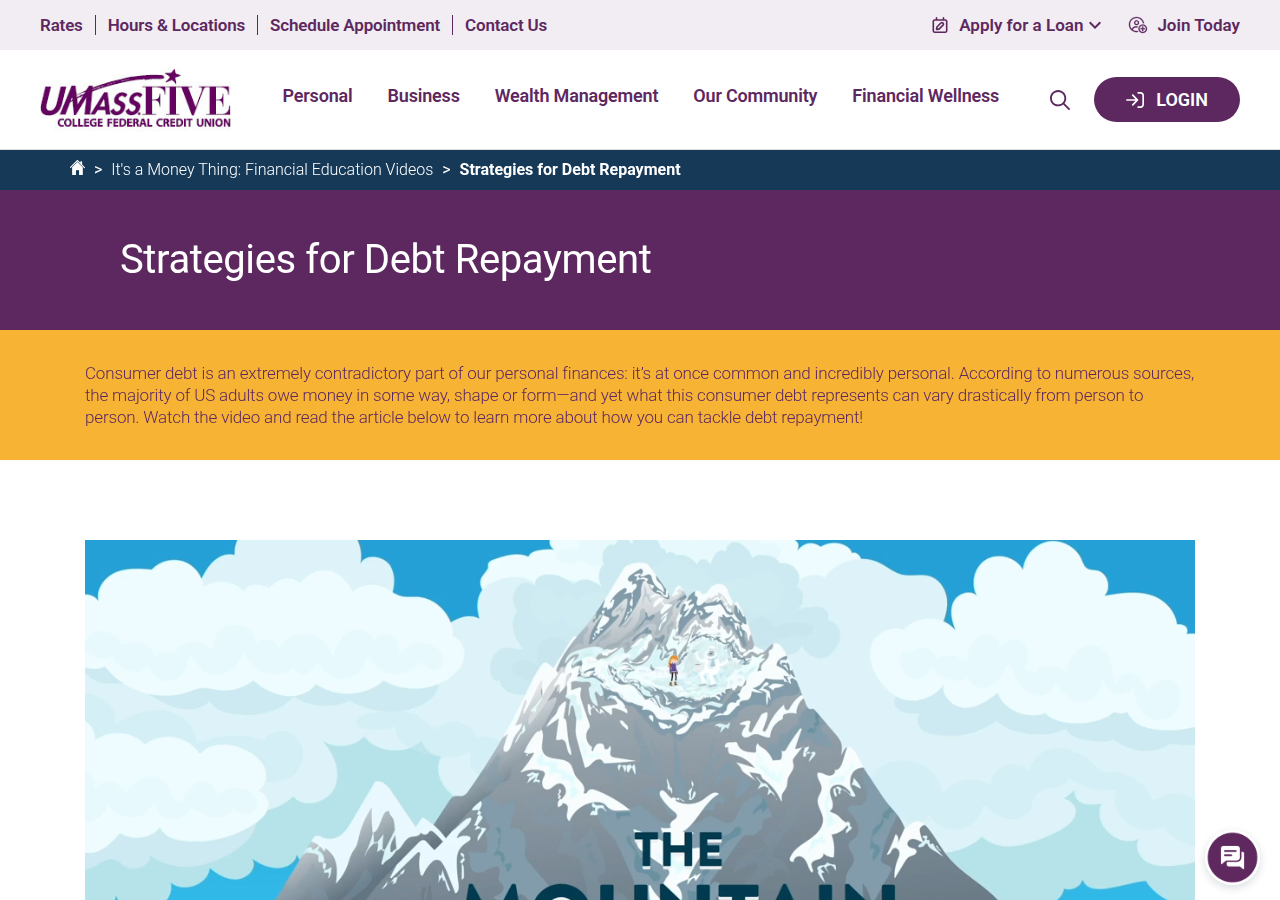 Rates
Hours & Locations
Schedule Appointment
Contact Us
Apply for a Loan
Join Today
UMASSFIVE
COLLEGE FEDERAL CREDIT UNION
Personal
Business
Wealth Management
Our Community
Financial Wellness
LOGIN
> It's a Money Thing: Financial Education Videos > Strategies for Debt Repayment
Strategies for Debt Repayment
Consumer debt is an extremely contradictory part of our personal finances: it’s at once common and incredibly personal. According to numerous sources,
the majority of US adults owe money in some way, shape or form—and yet what this consumer debt represents can vary drastically from person to
person. Watch the video and read the article below to learn more about how you can tackle debt repayment!
THE
MOUNTAIN